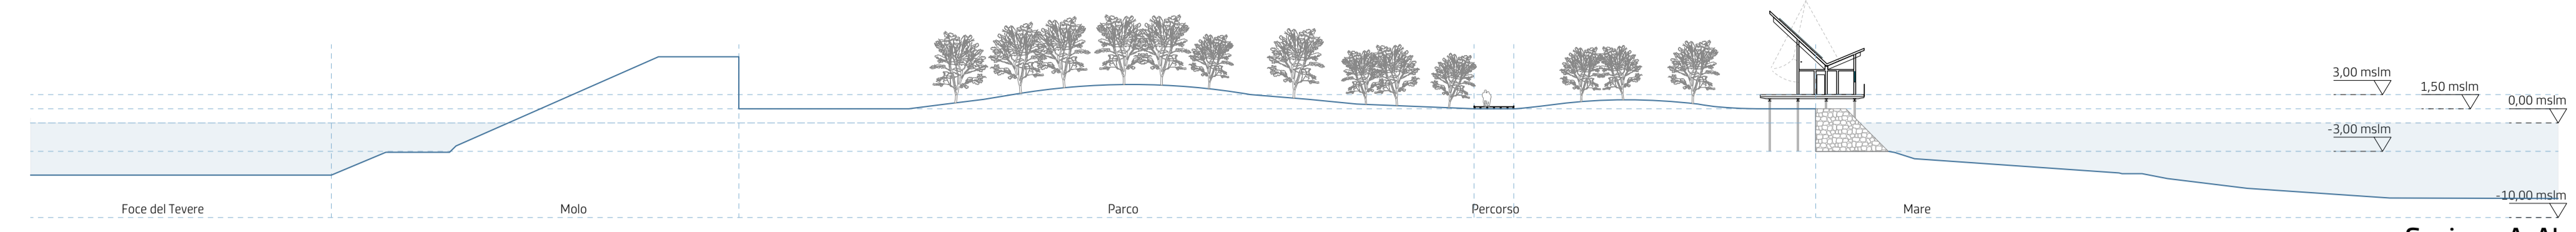 3,00 mslm
1,50 mslm
0,00 mslm
-3,00 mslm
-10,00 mslm
Foce del Tevere
Molo
Parco
Percorso
Mare